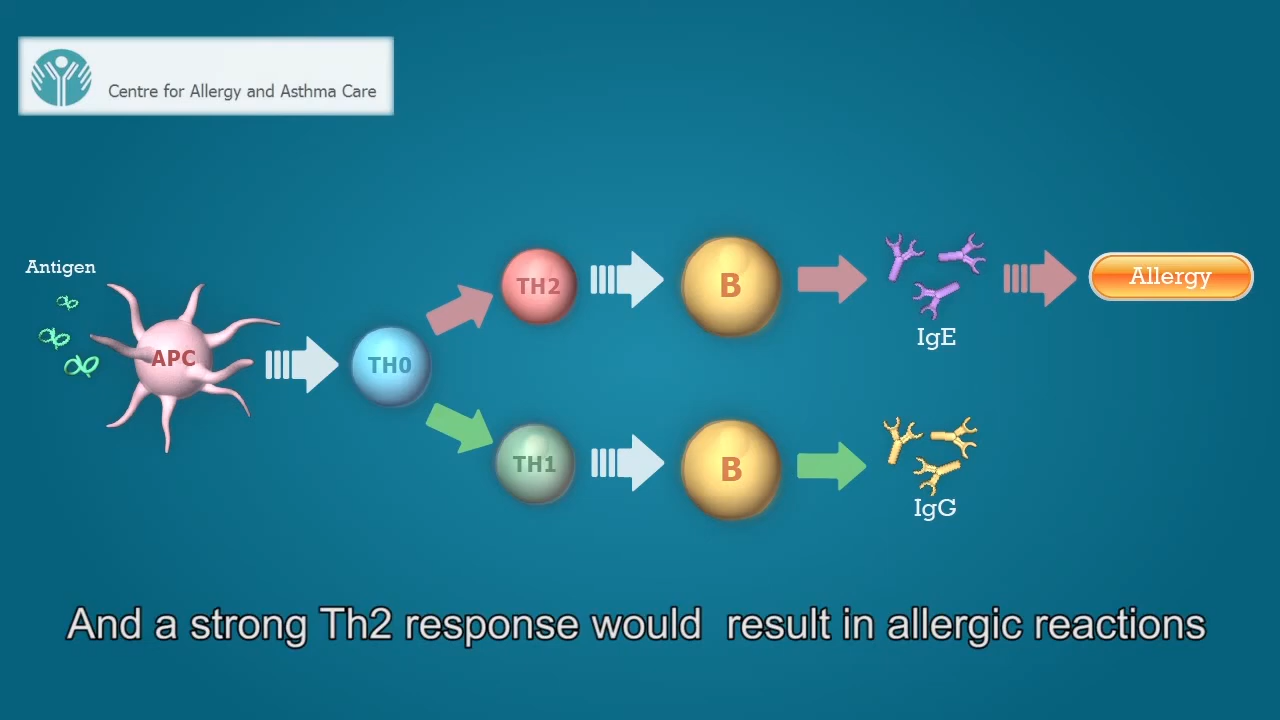 Centre for Allergy and Asthma Care
Antigen
APC
TH0
TH2
B
IgE
Allergy
TH1
B
IgG
And a strong Th2 response would  result in allergic reactions